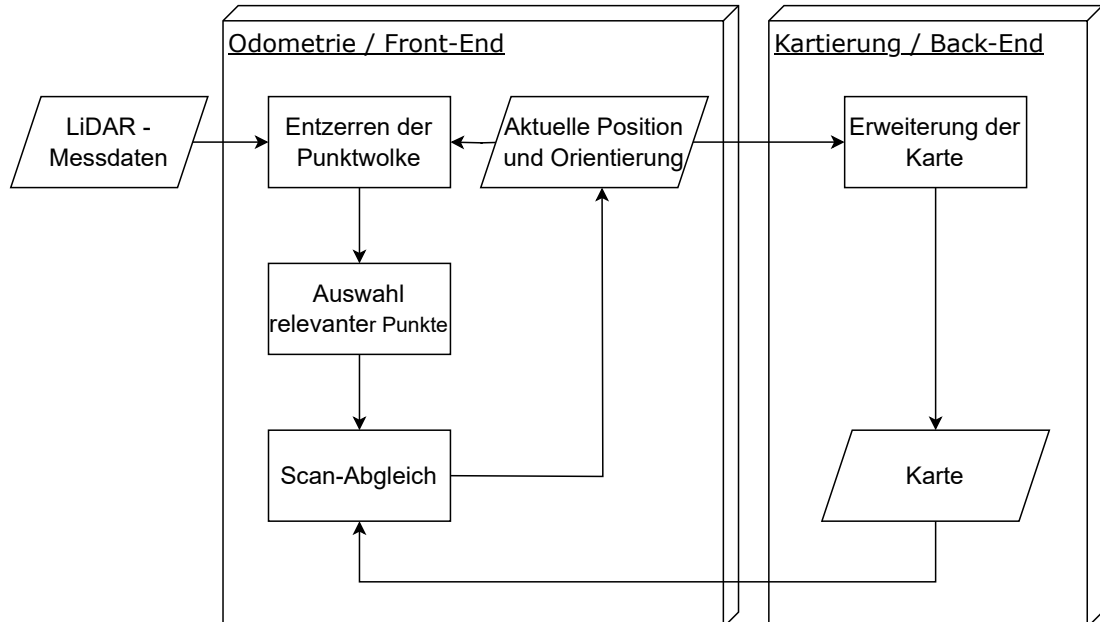 Odometrie / Front-End
Kartierung / Back-End
LiDAR -
Messdaten
Entzerren der
Punktwolke
Aktuelle Position
und Orientierung
Erweiterung der
Karte
Auswahl
relevanter Punkte
Scan-Abgleich
Karte